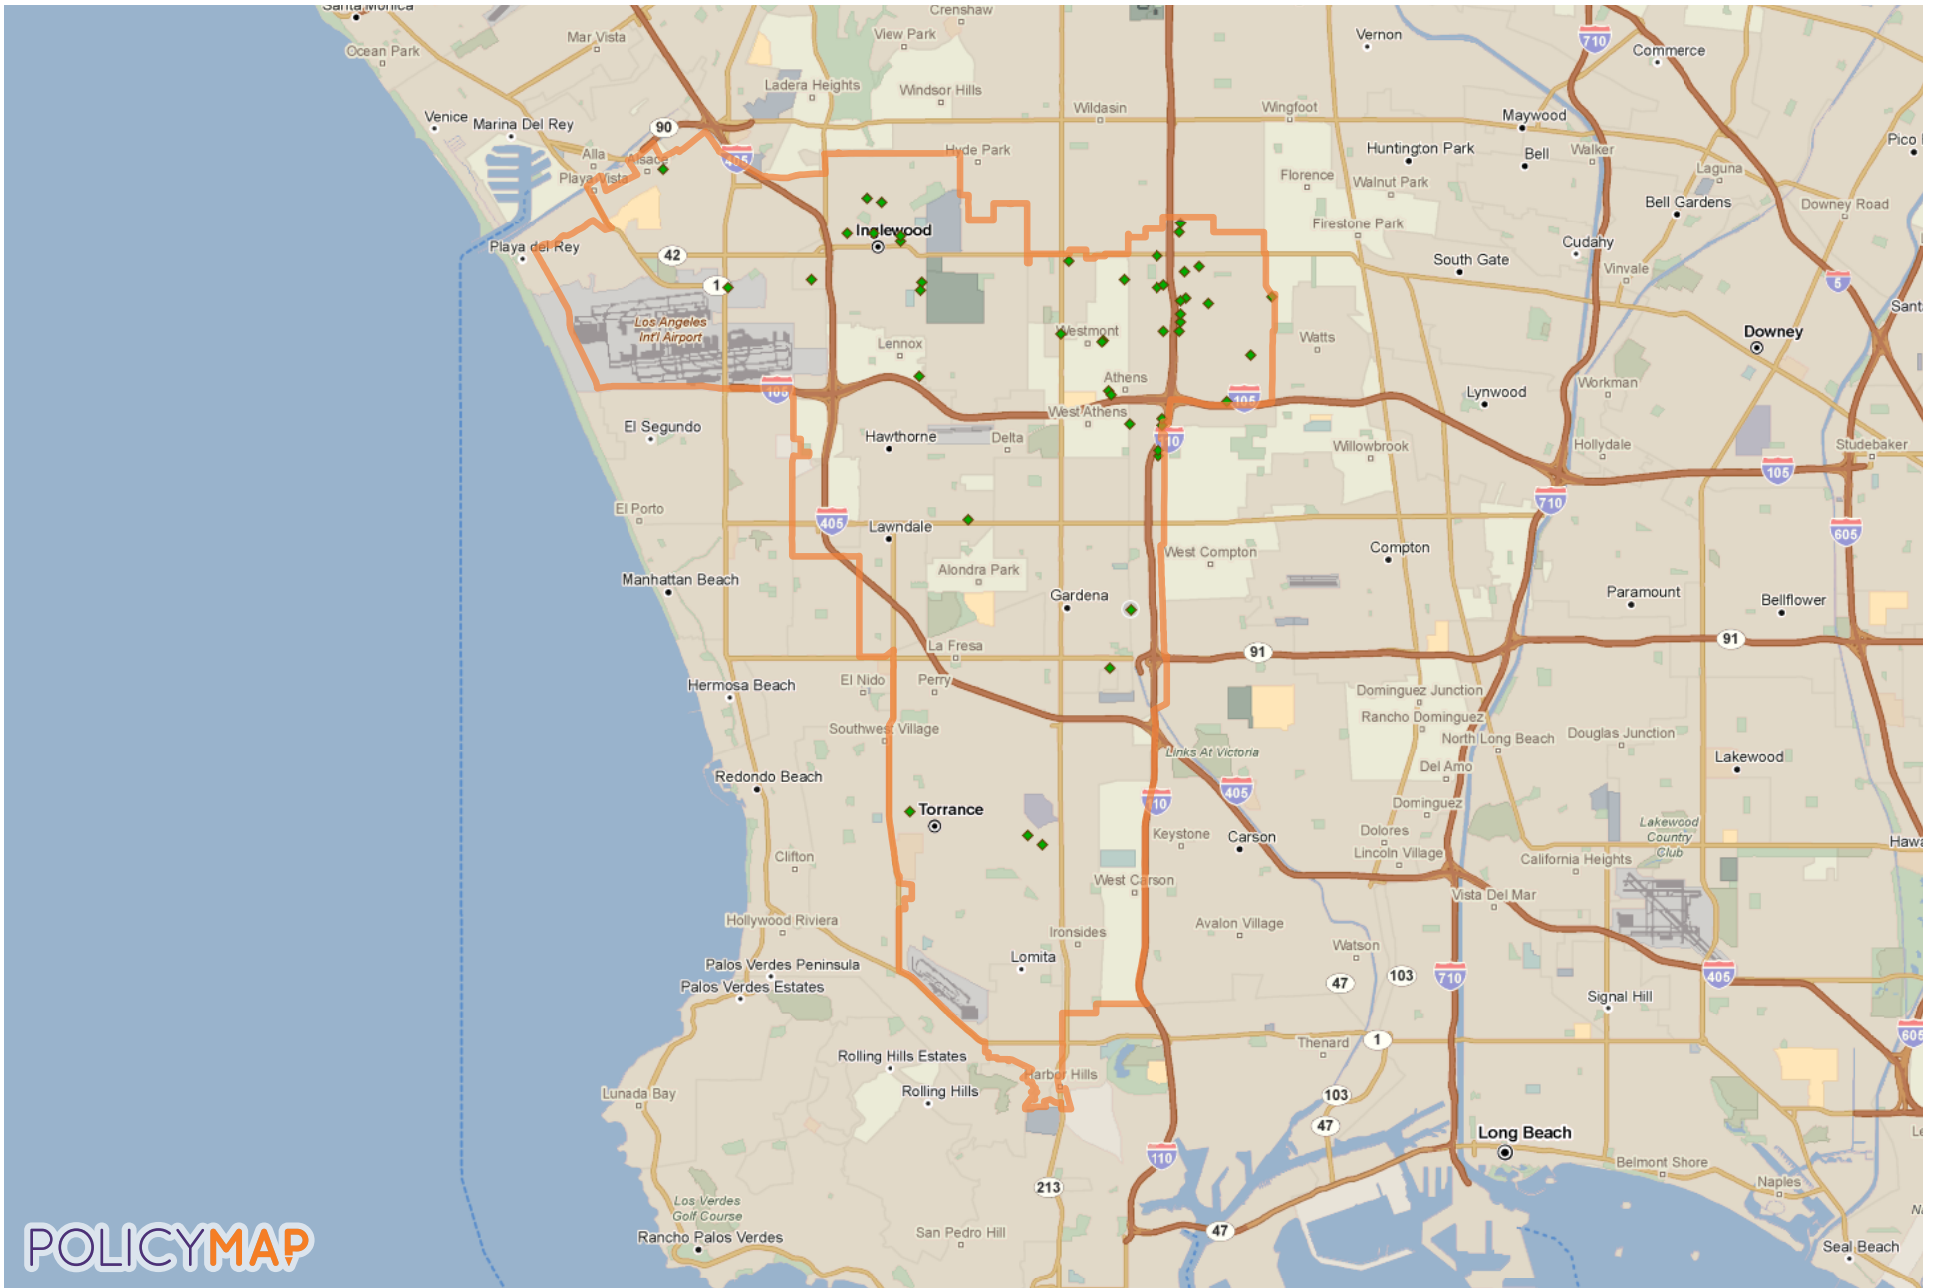 Santa Monica
Crenshaw
Ocean Park
Mar Vista
View Park
Vernon
710
Commerce
Ladera Heights
Windsor Hills
Wildasin
Wingfoot
Maywood
Venice
Marina Del Rey
90
Pico
Alla
Alsace
405
Hyde Park
Huntington Park
Bell
Walker
Laguna
Playa Vista
Florence
Walnut Park
Bell Gardens
Downey Road
Inglewood
Firestone Park
Playa del Rey
42
Cudahy
South Gate
Vinvale
1
5
Santa
Los Angeles
Int'l Airport
Lennox
Westmont
Watts
Downey
Athens
105
105
Lynwood
Workman
El Segundo
Hawthorne
Delta
West Athens
110
Willowbrook
Hollydale
Studebaker
105
El Porto
405
Lawndale
710
605
West Compton
Compton
Manhattan Beach
Alondra Park
Gardena
Paramount
Bellflower
La Fresa
91
91
Hermosa Beach
El Nido
Perry
Dominguez Junction
Southwest Village
Rancho Dominguez
Links At Victoria
North Long Beach
Douglas Junction
Redondo Beach
Del Amo
Lakewood
Torrance
110
405
Dominguez
Keystone
Carson
Dolores
Lakewood
Country
Club
Hawa
Clifton
Lincoln Village
California Heights
West Carson
Vista Del Mar
Hollywood Riviera
Ironsides
Avalon Village
Watson
Palos Verdes Peninsula
Lomita
47
103
710
405
Palos Verdes Estates
Signal Hill
Rolling Hills Estates
Thenard
1
605
Harbor Hills
Lunada Bay
Rolling Hills
103
47
Long Beach
Le
110
Belmont Shore
213
Naples
Los Verdes
Golf Course
San Pedro Hill
47
Rancho Palos Verdes
Seal Beach
POLICYMAP